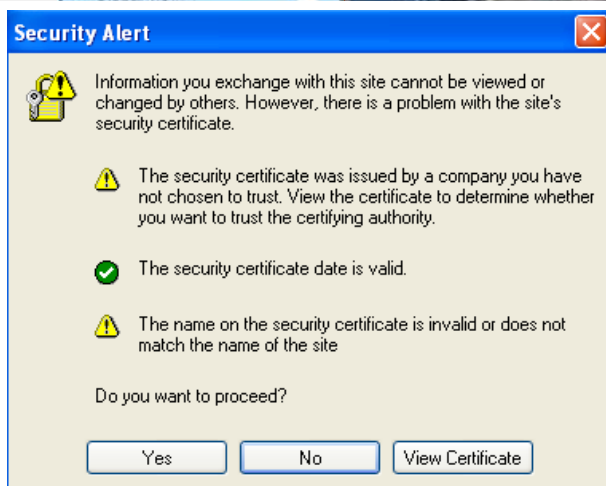 Security Alert
Information you exchange with this site cannot be viewed or
changed by others. However, there is a problem with the site's
security certificate.
The security certificate was issued by a company you have
not chosen to trust. View the certificate to determine whether
you want to trust the certifying authority.
The security certificate date is valid.
The name on the security certificate is invalid or does not
match the name of the site
Do you want to proceed?
Yes
No
View Certificate